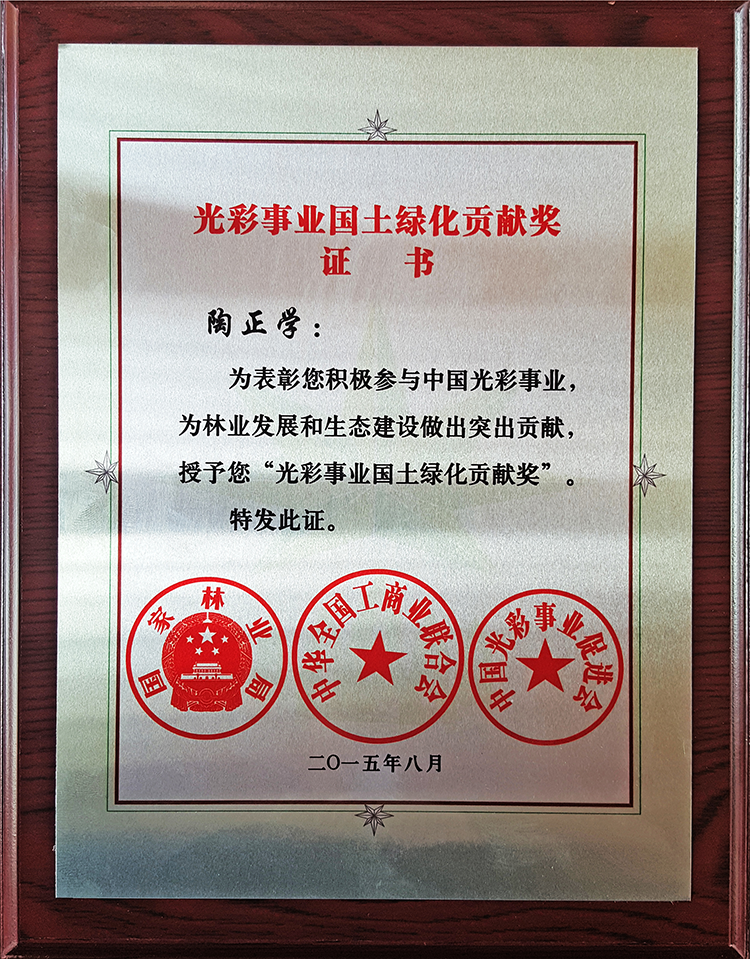 光彩事业国土绿化贡献奖
证 书
陶正学：
为表彰您积极参与中国光彩事业，
为林业发展和生态建设做出突出贡献，
授予您“光彩事业国土绿化贡献奖”。
特发此证。
国家林业局
中华全国工商业联合会
中国光彩事业促进会
二〇一五年八月